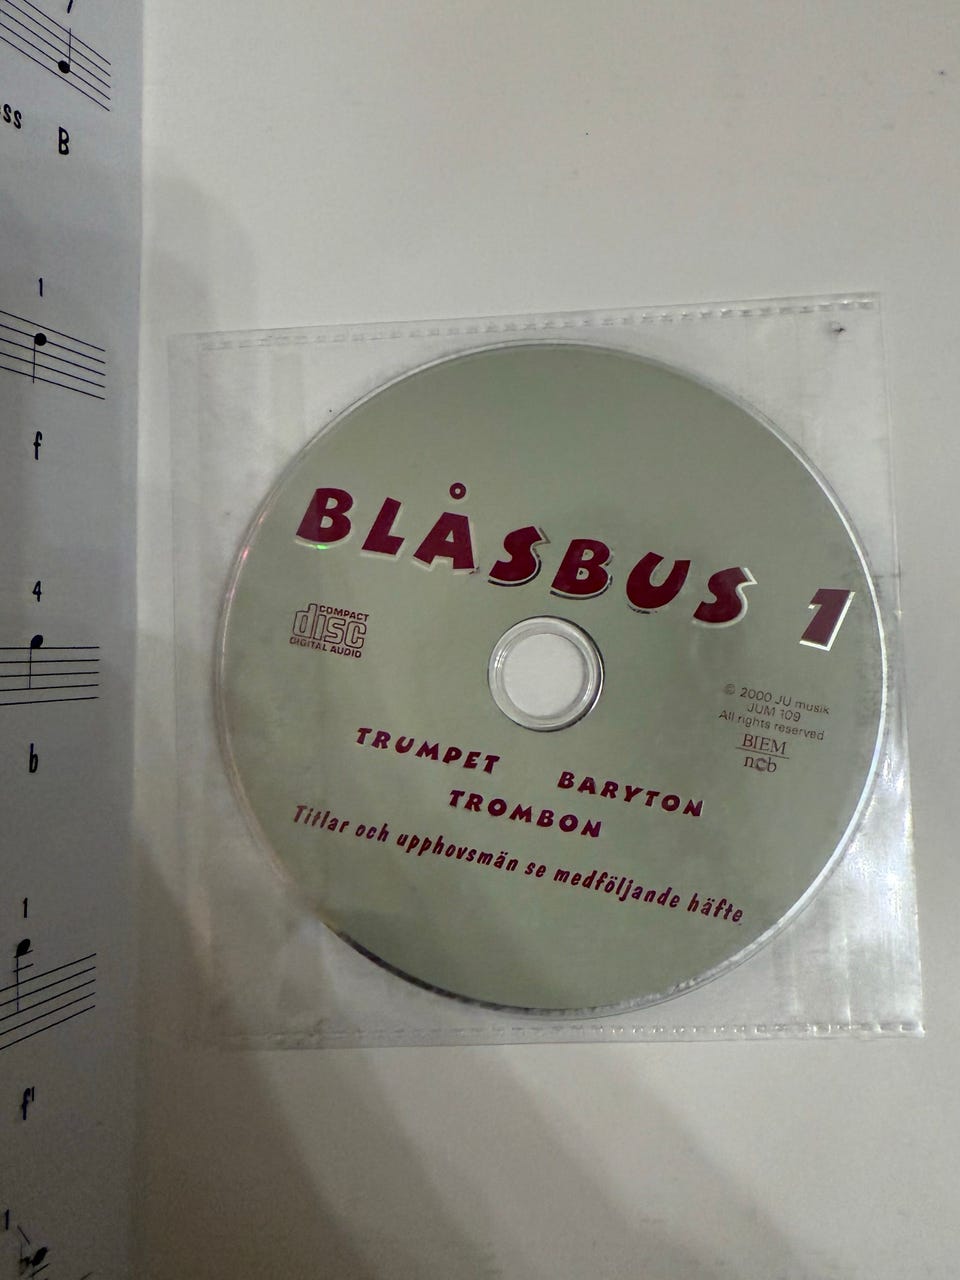 ss B
1
f
4
b
1
f'
1
BLÅSBUS 1
COMPACT
disc
DIGITAL AUDIO
© 2000 JU musik
JUM 109
All rights reserved
BIEM
ncb
TRUMPET BARYTON
TROMBON
Titlar och upphovsmän se medföljande häfte